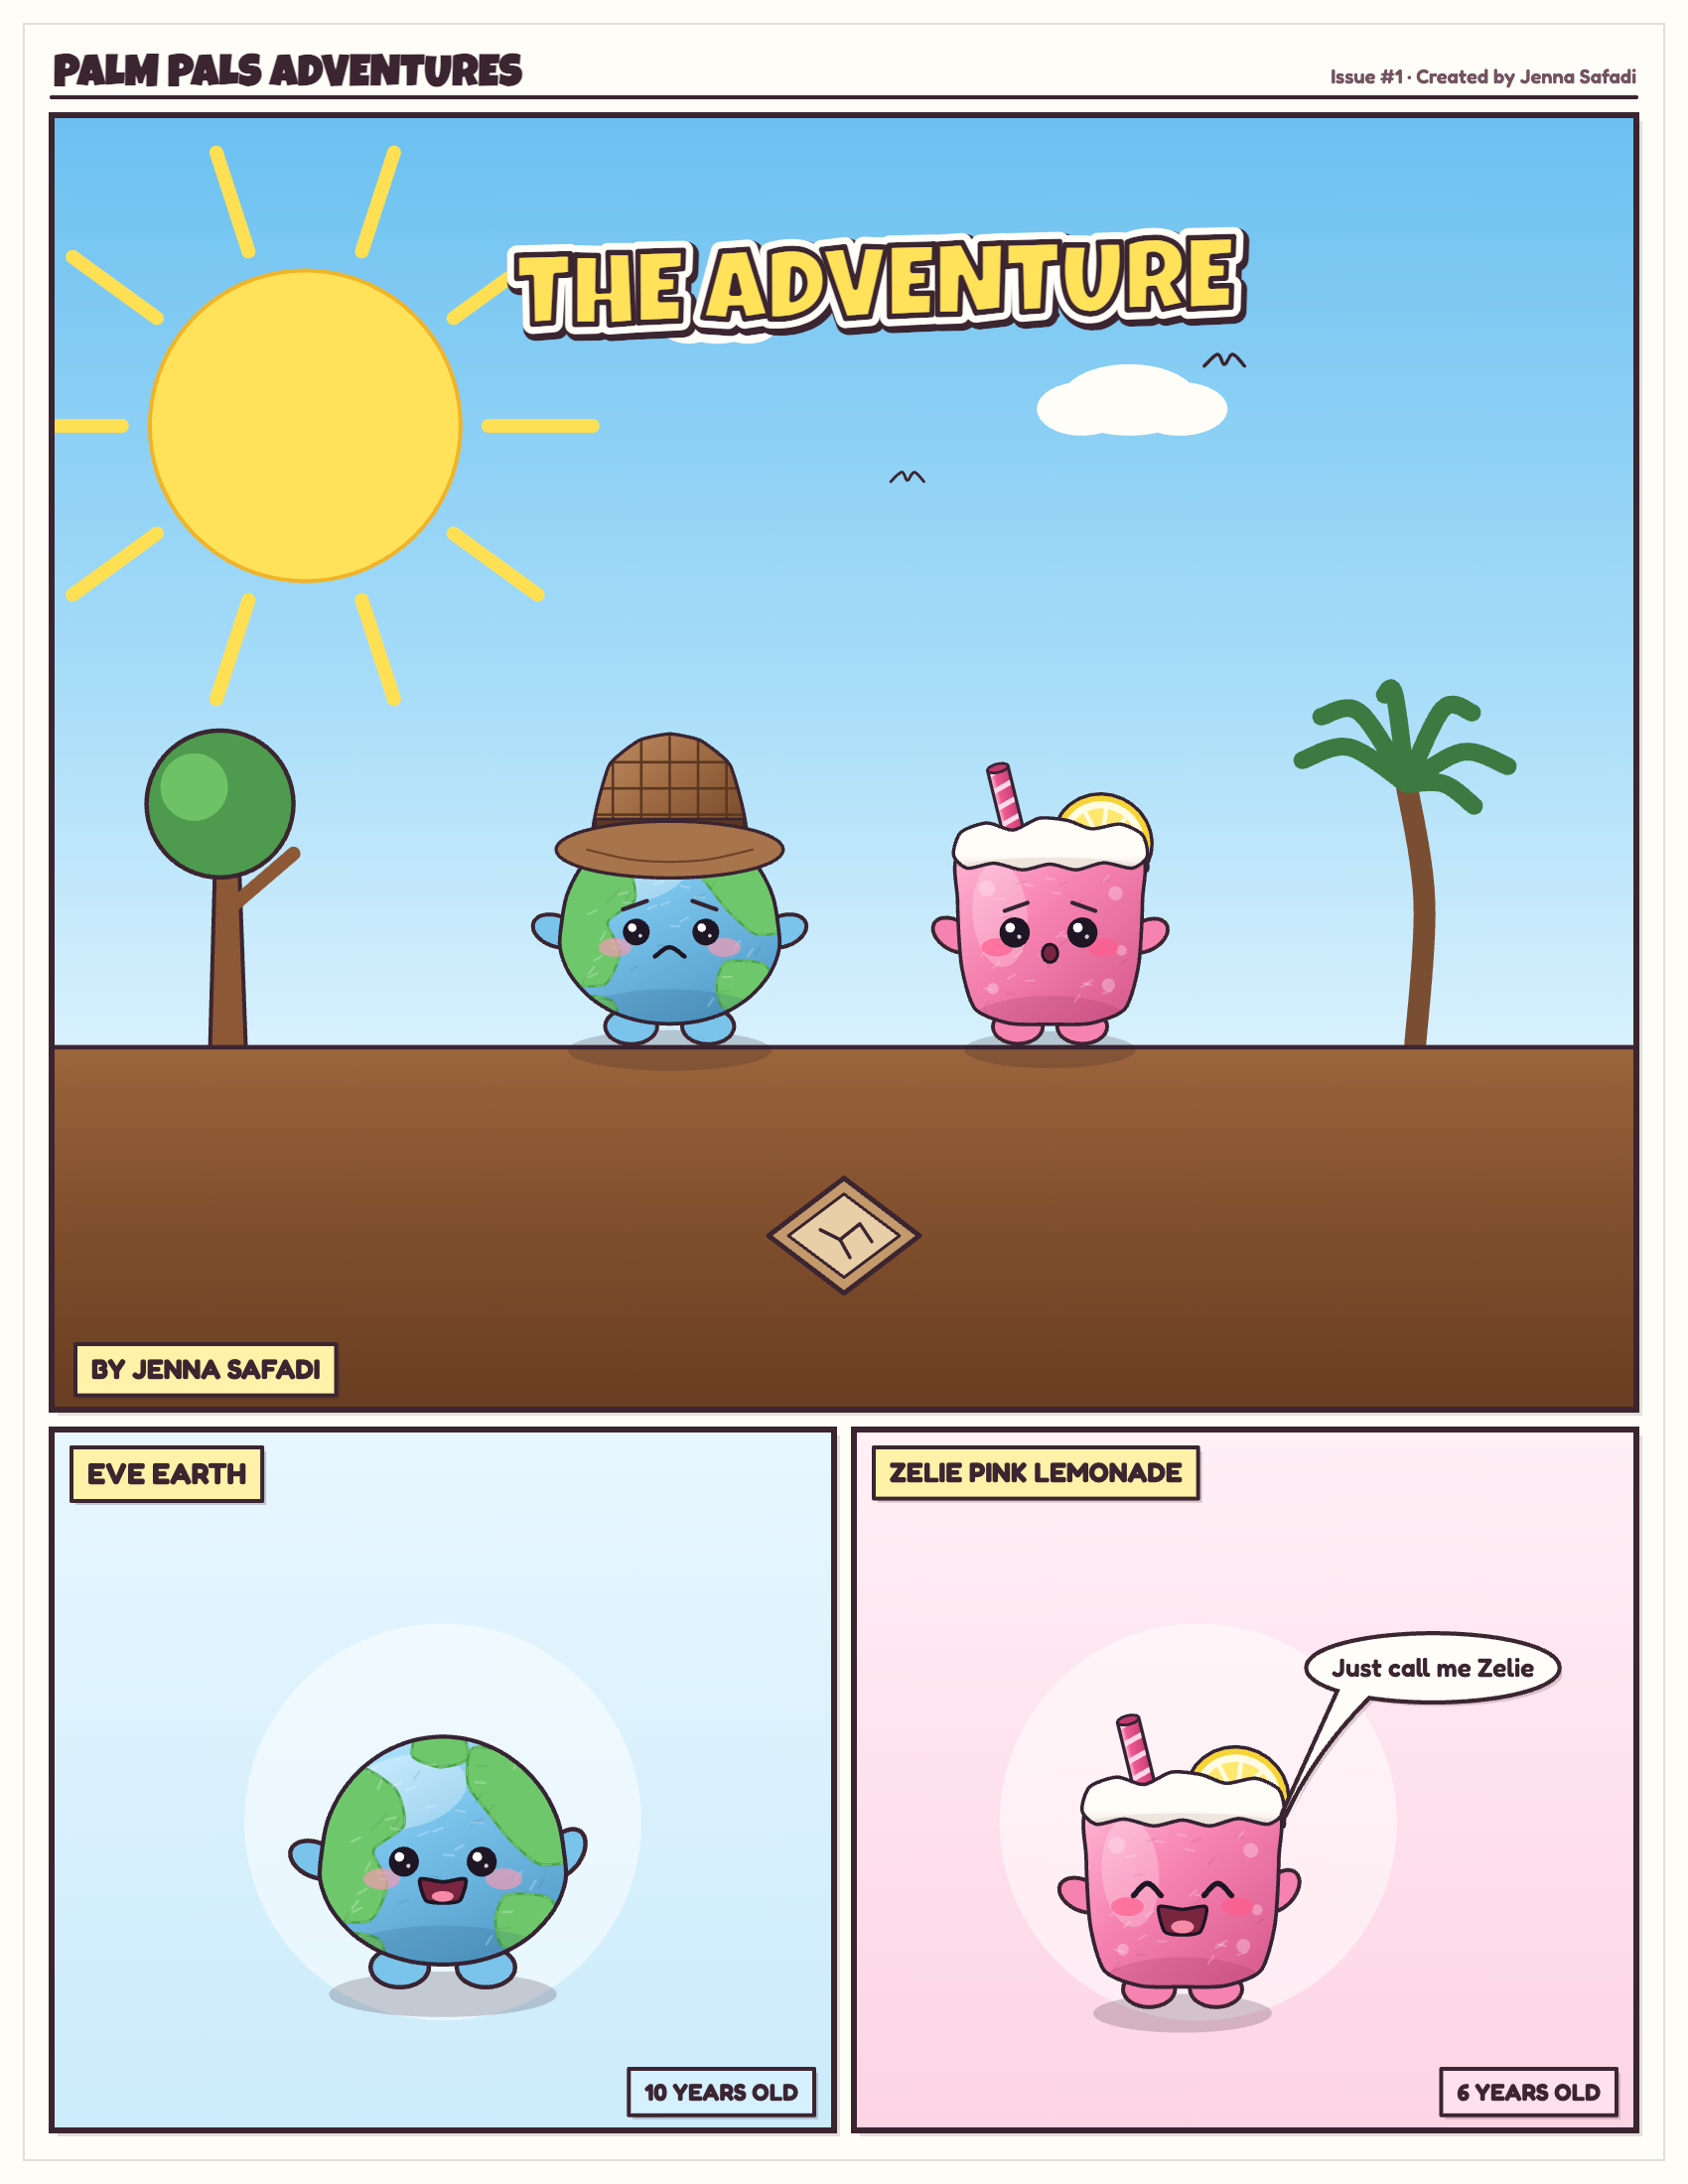 PALM PALS ADVENTURES
Issue #1 · Created by Jenna Safadi
THE ADVENTURE
BY JENNA SAFADI
EVE EARTH
ZELIE PINK LEMONADE
Just call me Zelie
10 YEARS OLD
6 YEARS OLD